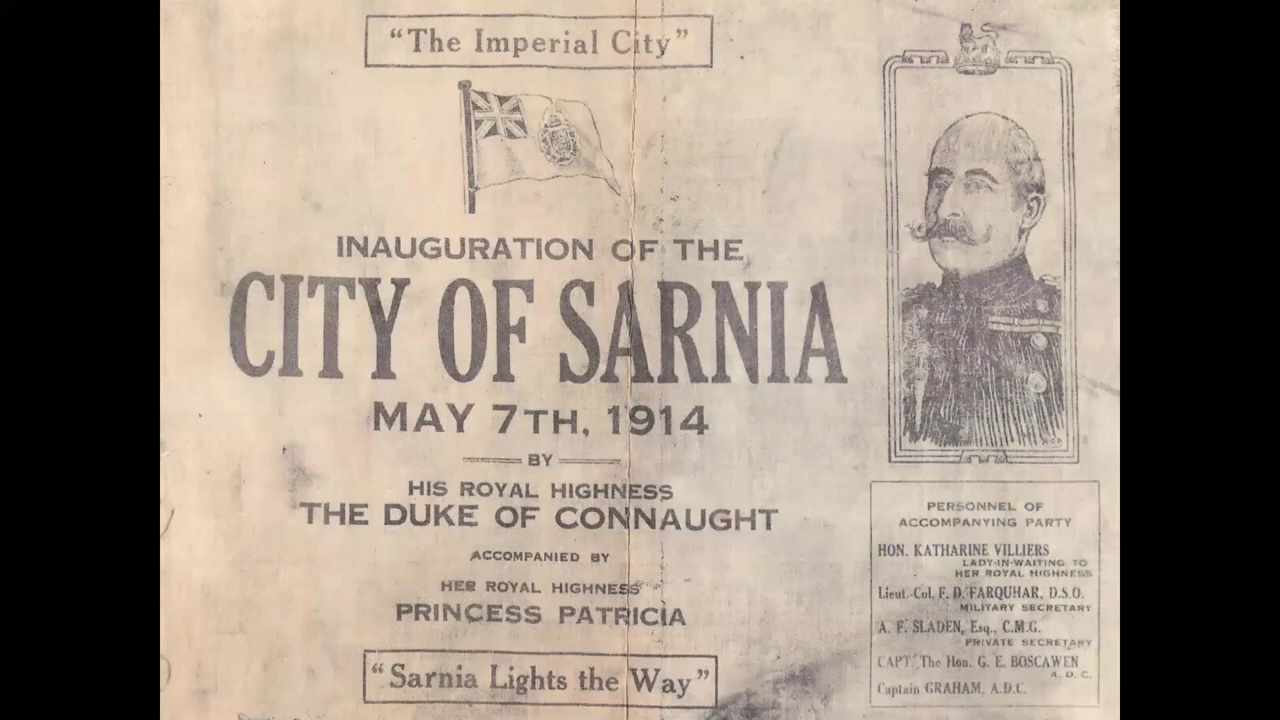 “The Imperial City”
INAUGURATION OF THE
CITY OF SARNIA
MAY 7TH, 1914
BY
HIS ROYAL HIGHNESS
THE DUKE OF CONNAUGHT
ACCOMPANIED BY
HER ROYAL HIGHNESS
PRINCESS PATRICIA
“Sarnia Lights the Way”
PERSONNEL OF
ACCOMPANYING PARTY
HON. KATHARINE VILLIERS
LADY-IN-WAITING TO
HER ROYAL HIGHNESS
Lieut.-Col. F. D. FARQUHAR, D.S.O.
MILITARY SECRETARY
A. F. SLADEN, Esq., C.M.G.
PRIVATE SECRETARY
CAPT. The Hon. G. E. BOSCAWEN
A. D. C.
Captain GRAHAM, A.D.C.